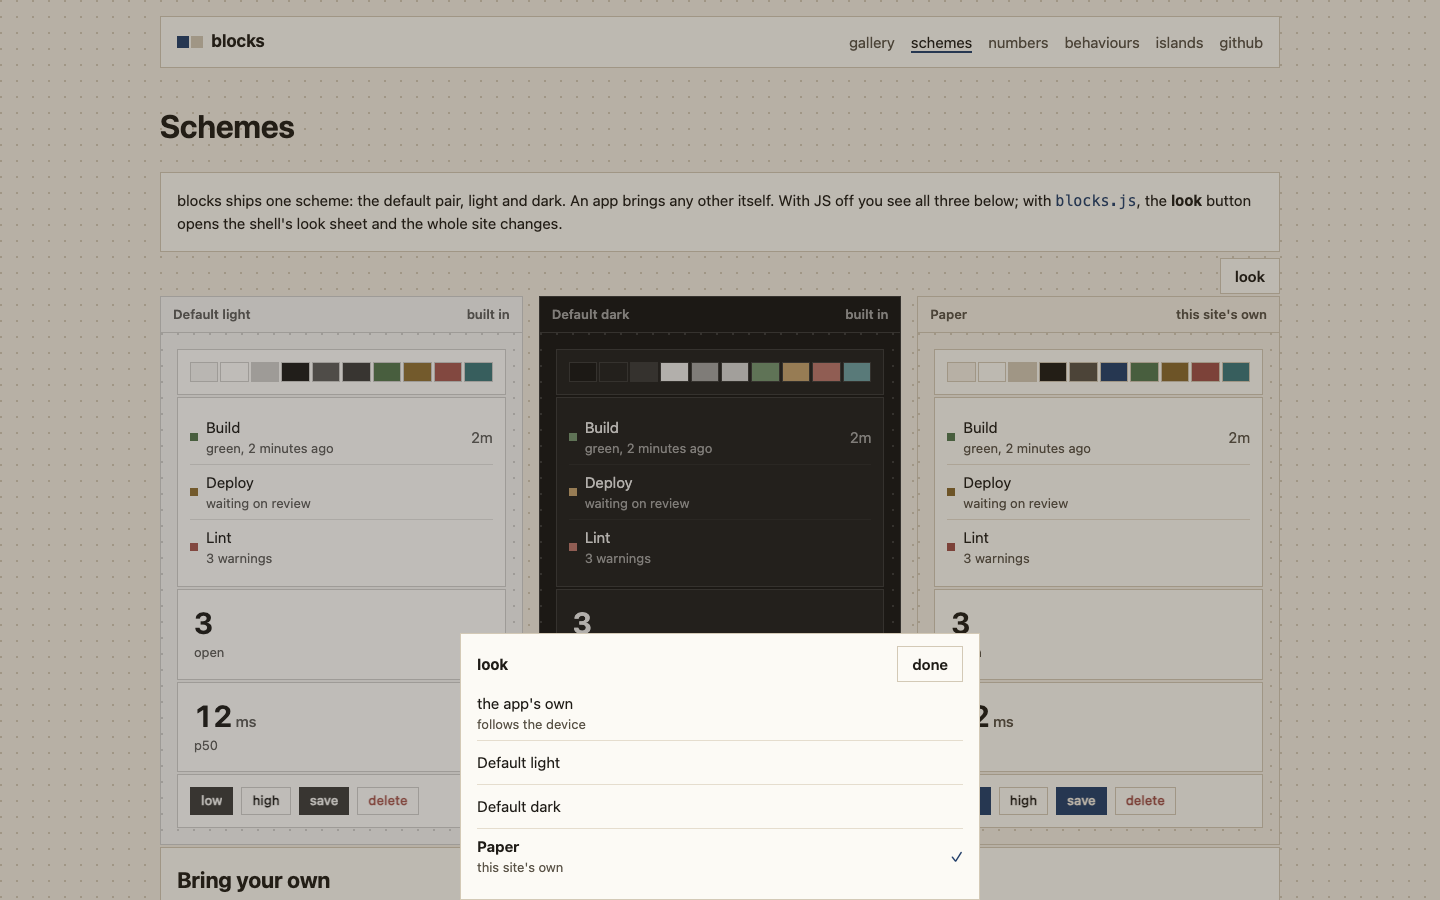 blocks
gallery schemes numbers behaviours islands github
Schemes
blocks ships one scheme: the default pair, light and dark. An app brings any other itself. With JS off you see all three below; with blocks.js, the look button
opens the shell's look sheet and the whole site changes.
look
Default light built in
Build
green, 2 minutes ago
2m
Deploy
waiting on review
Lint
3 warnings
3
open
12 ms
p50
low high save delete
Default dark built in
Build
green, 2 minutes ago
2m
Deploy
waiting on review
Lint
3 warnings
3
Paper this site's own
Build
green, 2 minutes ago
2m
Deploy
waiting on review
Lint
3 warnings
3
2 ms
high save delete
Bring your own
look
done
the app's own
follows the device
Default light
Default dark
Paper
this site's own